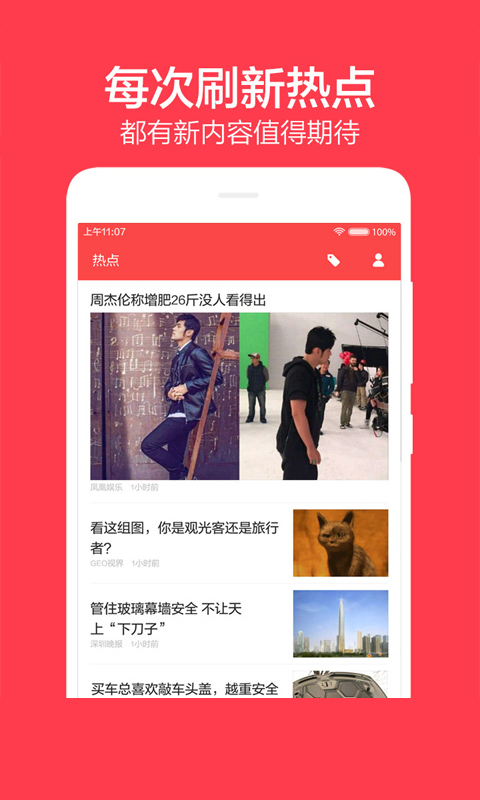 每次刷新热点
都有新内容值得期待
上午11:07 100%
热点
周杰伦称增肥26斤没人看得出
凤凰娱乐 1小时前
看这组图，你是观光客还是旅行
者？
GEO视界 1小时前
管住玻璃幕墙安全 不让天
上“下刀子”
深圳晚报 1小时前
买车总喜欢敲车头盖，越重安全